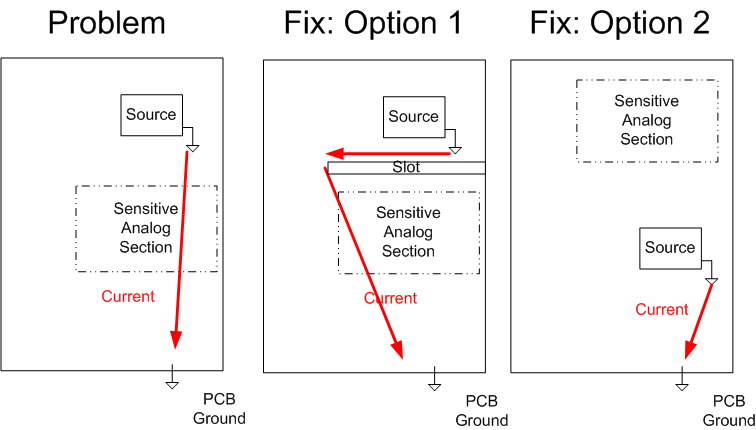 Problem
Source
Sensitive
Analog
Section
Current
PCB
Ground
Fix: Option 1
Source
Slot
Sensitive
Analog
Section
Current
PCB
Ground
Fix: Option 2
Sensitive
Analog
Section
Source
Current
PCB
Ground